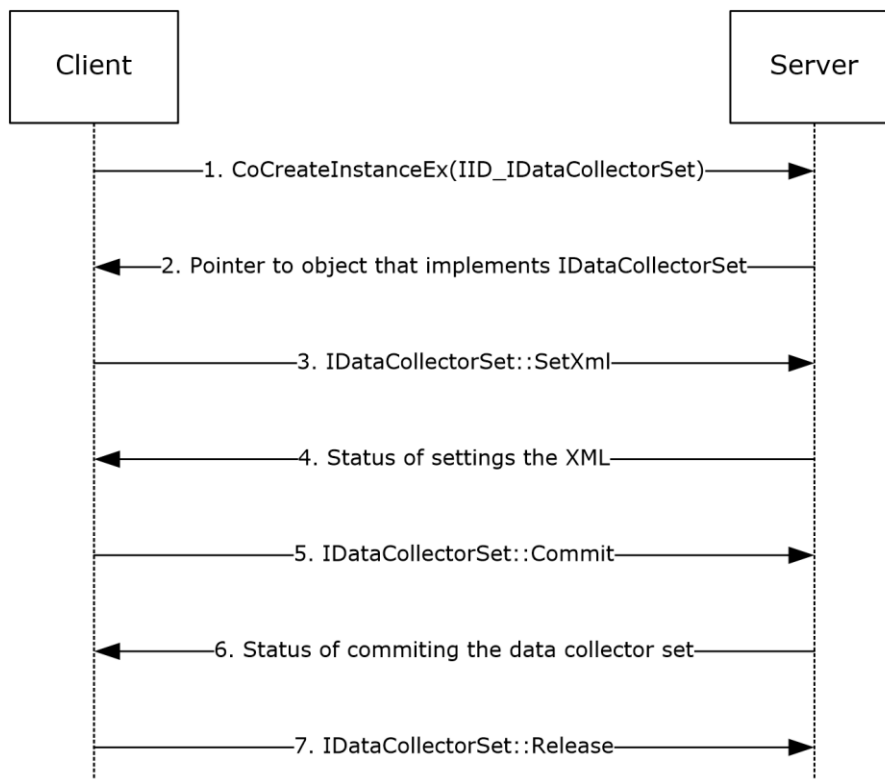 Client
Server
1. CoCreateInstanceEx(IID_IDataCollectorSet)
2. Pointer to object that implements IDataCollectorSet
3. IDataCollectorSet::SetXml
4. Status of settings the XML
5. IDataCollectorSet::Commit
6. Status of commiting the data collector set
7. IDataCollectorSet::Release